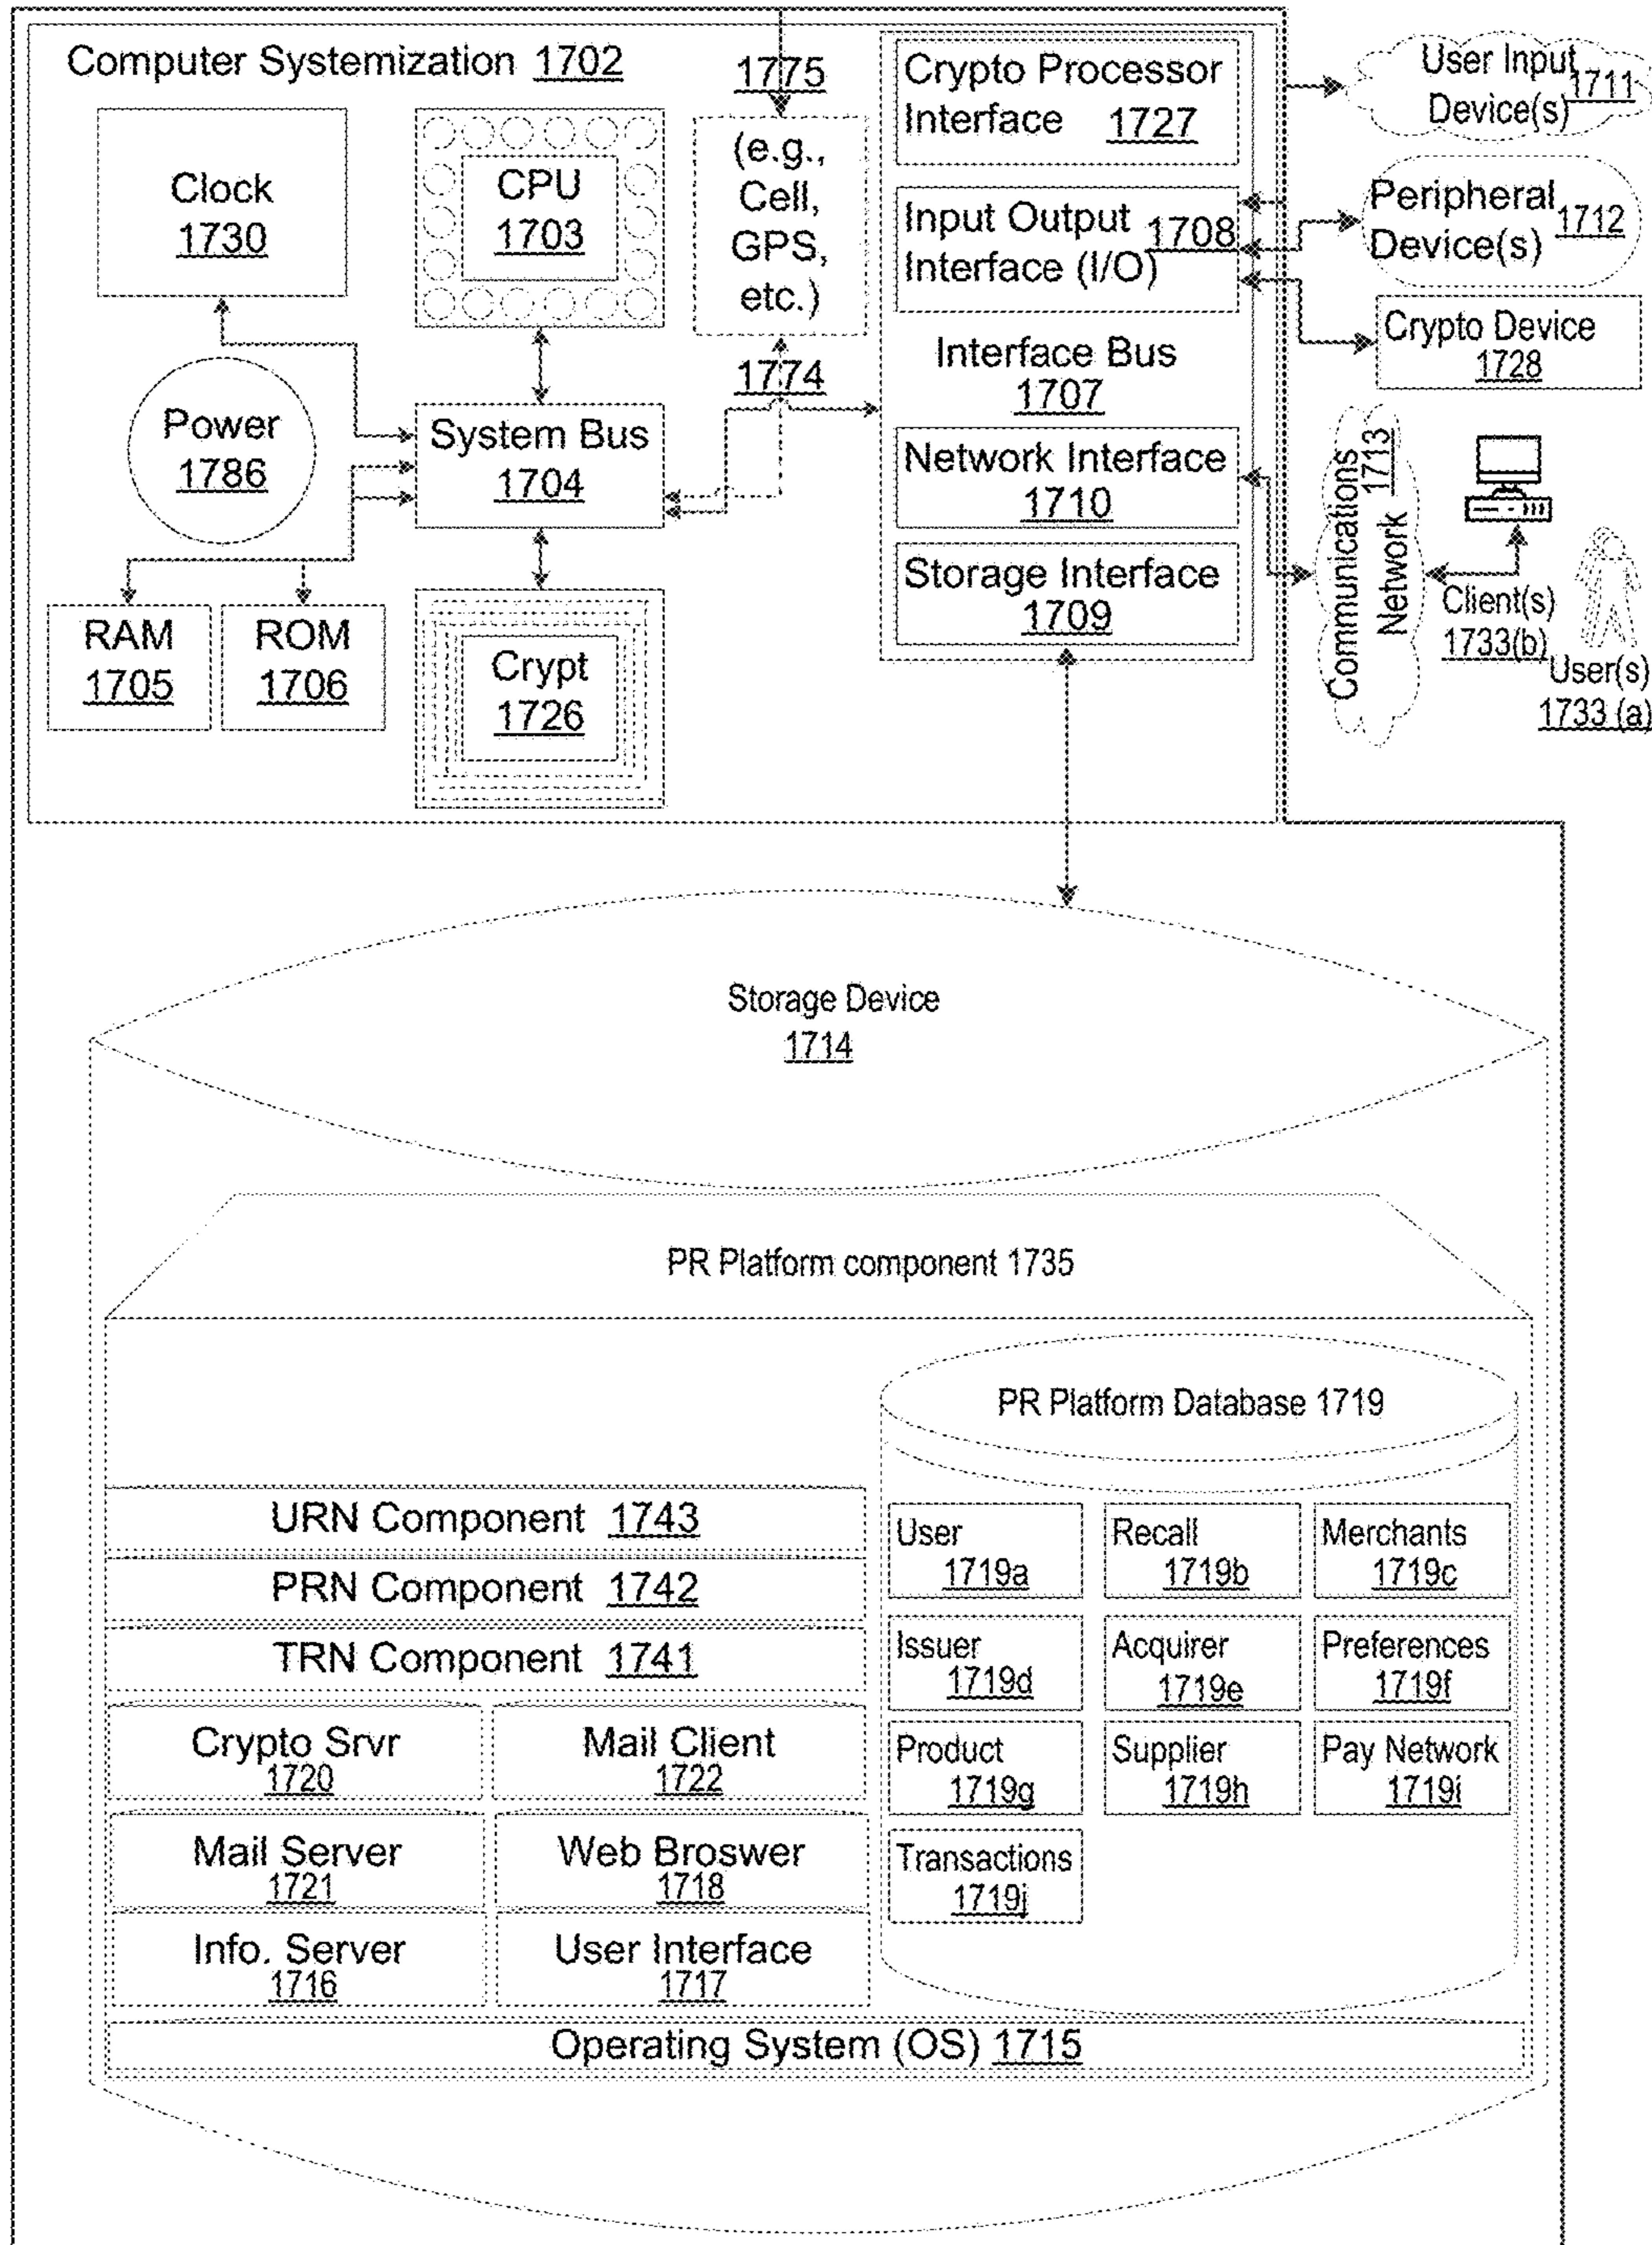 Computer Systemization 1702
Clock
1730
CPU
1703
1775
(e.g.,
Cell,
GPS,
etc.)
1774
Power
1786
System Bus
1704
RAM
1705
ROM
1706
Crypt
1726
Crypto Processor
Interface 1727
Input Output 1708
Interface (I/O)
Interface Bus
1707
Network Interface
1710
Storage Interface
1709
User Input 1711
Device(s)
Peripheral 1712
Device(s)
Crypto Device
1728
Communications 1713
Network
Client(s)
1733(b)
User(s)
1733 (a)
Storage Device
1714
PR Platform component 1735
URN Component 1743
PRN Component 1742
TRN Component 1741
Crypto Srvr
1720
Mail Client
1722
Mail Server
1721
Web Broswer
1718
Info. Server
1716
User Interface
1717
PR Platform Database 1719
User
1719a
Recall
1719b
Merchants
1719c
Issuer
1719d
Acquirer
1719e
Preferences
1719f
Product
1719g
Supplier
1719h
Pay Network
1719i
Transactions
1719j
Operating System (OS) 1715